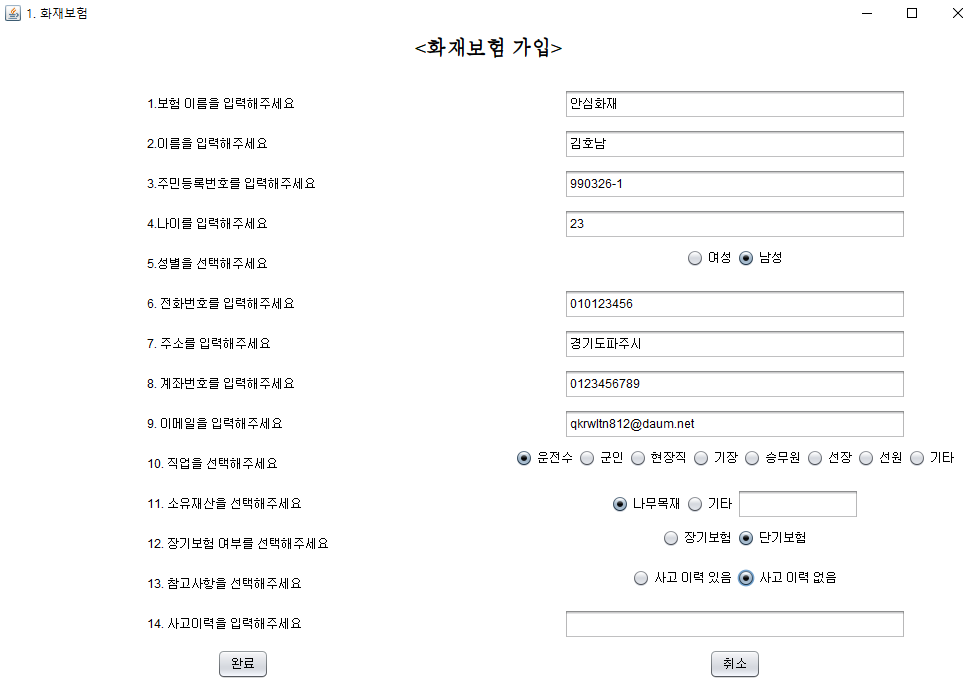 1. 화재보험
<화재보험 가입>
1.보험 이름을 입력해주세요 안심화재
2.이름을 입력해주세요 김호남
3.주민등록번호를 입력해주세요 990326-1
4.나이를 입력해주세요 23
5.성별을 선택해주세요 여성 남성
6. 전화번호를 입력해주세요 010123456
7. 주소를 입력해주세요 경기도파주시
8. 계좌번호를 입력해주세요 0123456789
9. 이메일을 입력해주세요 qkrwltn812@daum.net
10. 직업을 선택해주세요 운전수 군인 현장직 기장 승무원 선장 선원 기타
11. 소유재산을 선택해주세요 나무목재 기타
12. 장기보험 여부를 선택해주세요 장기보험 단기보험
13. 참고사항을 선택해주세요 사고 이력 있음 사고 이력 없음
14. 사고이력을 입력해주세요
완료 취소